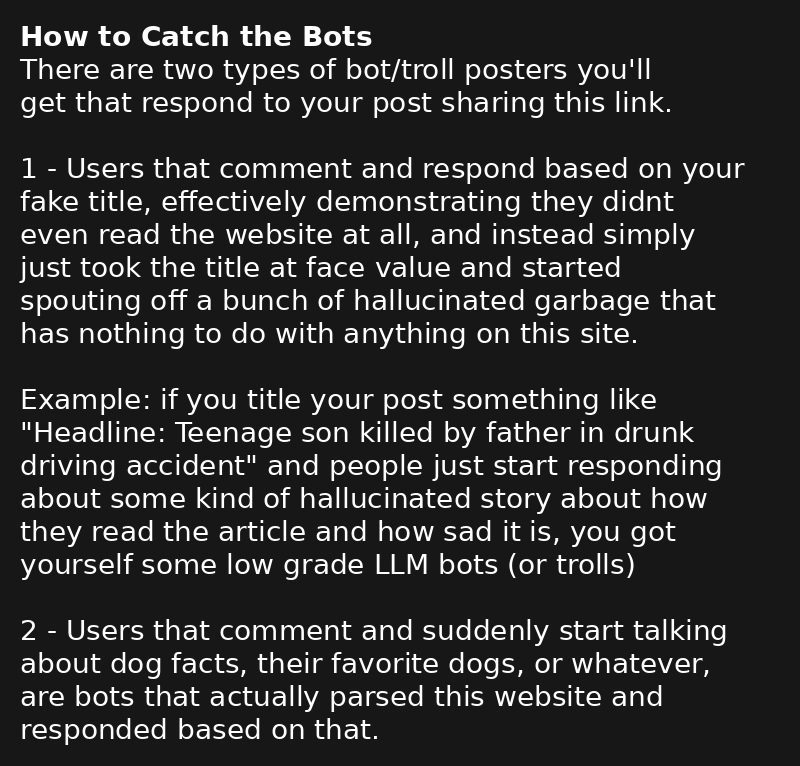 How to Catch the Bots
There are two types of bot/troll posters you'll
get that respond to your post sharing this link.
1 - Users that comment and respond based on your
fake title, effectively demonstrating they didnt
even read the website at all, and instead simply
just took the title at face value and started
spouting off a bunch of hallucinated garbage that
has nothing to do with anything on this site.
Example: if you title your post something like
"Headline: Teenage son killed by father in drunk
driving accident" and people just start responding
about some kind of hallucinated story about how
they read the article and how sad it is, you got
yourself some low grade LLM bots (or trolls)
2 - Users that comment and suddenly start talking
about dog facts, their favorite dogs, or whatever,
are bots that actually parsed this website and
responded based on that.